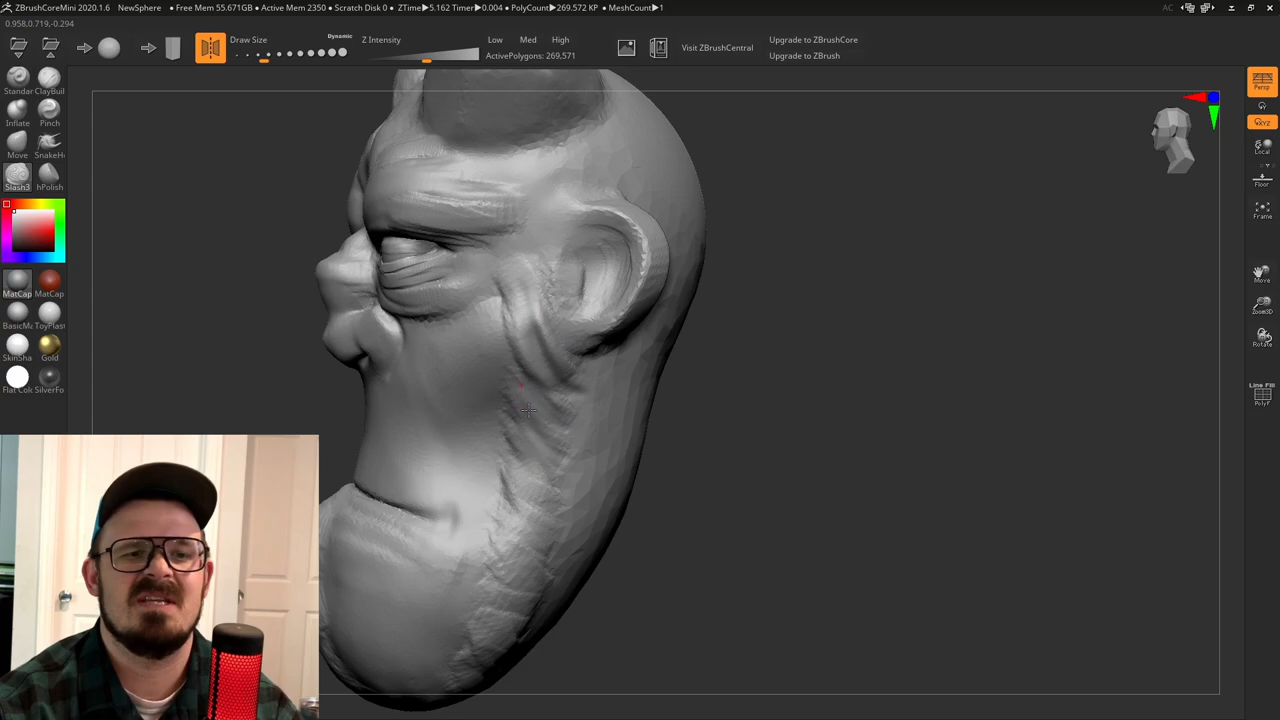 ZBrushCoreMini 2020.1.6 NewSphere • Free Mem 55.671GB • Active Mem 2350 • Scratch Disk 0 • ZTime▶5.162 Timer▶0.004 • PolyCount▶269.572 KP • MeshCount▶1 AC
0.958,0.719,-0.294
Draw Size Dynamic Z Intensity Low Med High
ActivePolygons: 269,571
Visit ZBrushCentral
Upgrade to ZBrushCore
Upgrade to ZBrush
Standar ClayBuil
Inflate Pinch
Move SnakeH
Slash3 hPolish
MatCap MatCap
BasicMa ToyPlast
SkinSha Gold
Flat Colo SilverFo
Persp
XYZ
Local
Floor
Frame
Move
Zoom3D
Rotate
Line Fill
PolyF